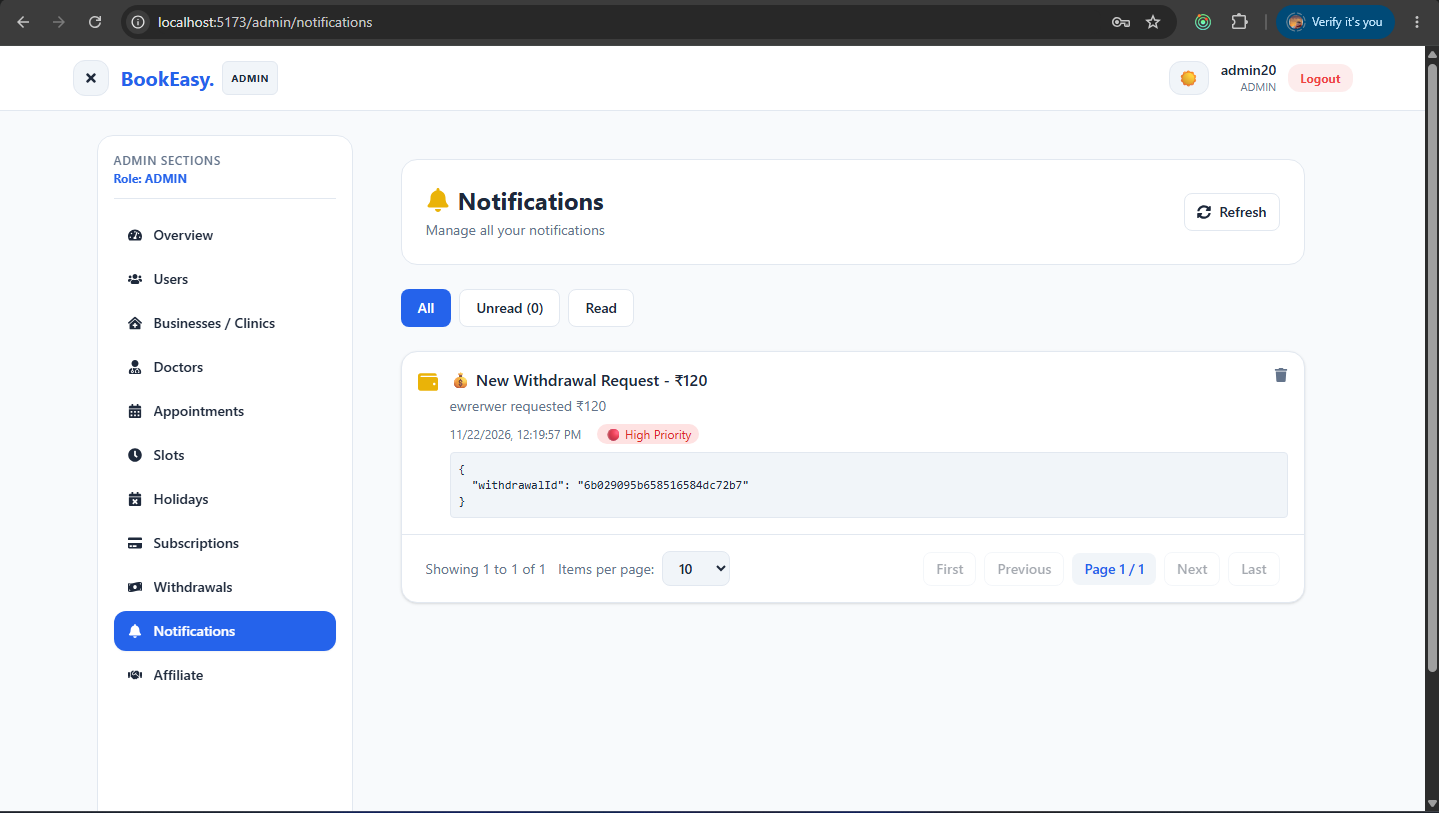 localhost:5173/admin/notifications
Verify it's you
BookEasy.
ADMIN
admin20
ADMIN
Logout
ADMIN SECTIONS
Role: ADMIN
Overview
Users
Businesses / Clinics
Doctors
Appointments
Slots
Holidays
Subscriptions
Withdrawals
Notifications
Affiliate
Notifications
Manage all your notifications
Refresh
All
Unread (0)
Read
New Withdrawal Request - ₹120
ewrerwer requested ₹120
11/22/2026, 12:19:57 PM
High Priority
{
"withdrawalId": "6b029095b658516584dc72b7"
}
Showing 1 to 1 of 1
Items per page:
10
First
Previous
Page 1 / 1
Next
Last